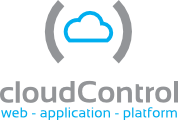 cloudControl
web - application - platform